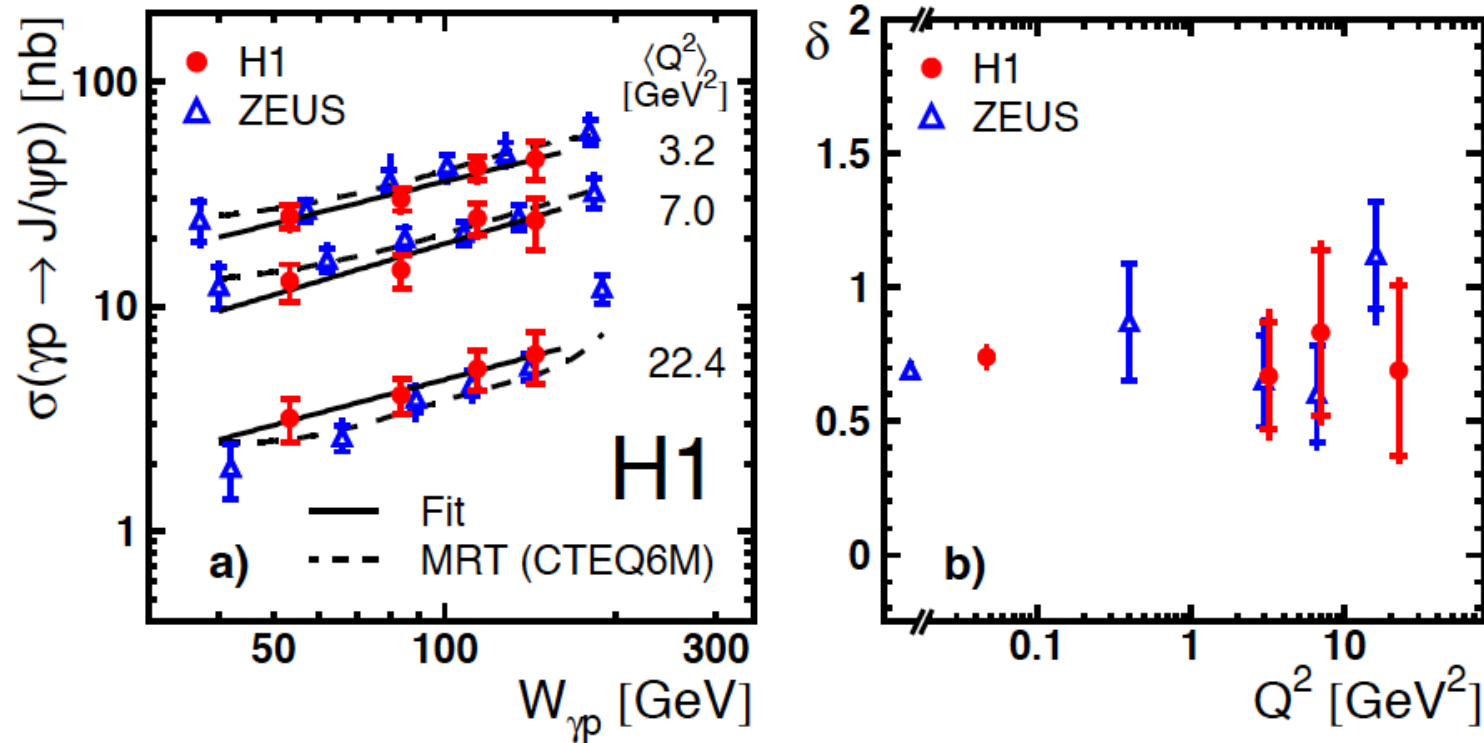 σ(γp → J/ψp) [nb]
100
10
1
H1
ZEUS
⟨Q²⟩
[GeV²]
3.2
7.0
22.4
H1
Fit
MRT (CTEQ6M)
a)
50
100
300
W_γp [GeV]
δ
2
1.5
1
0.5
0
H1
ZEUS
b)
0.1
1
10
Q² [GeV²]